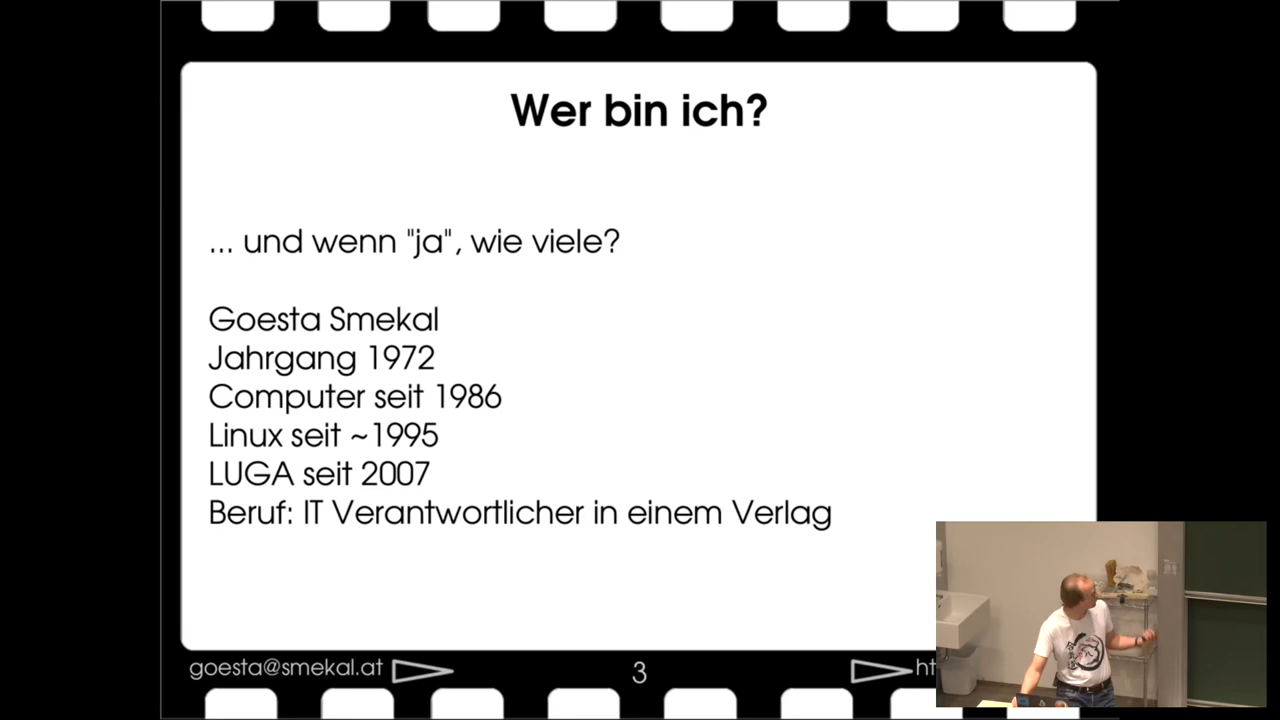 Wer bin ich?
... und wenn "ja", wie viele?
Goesta Smekal
Jahrgang 1972
Computer seit 1986
Linux seit ~1995
LUGA seit 2007
Beruf: IT Verantwortlicher in einem Verlag
goesta@smekal.at
3
ht